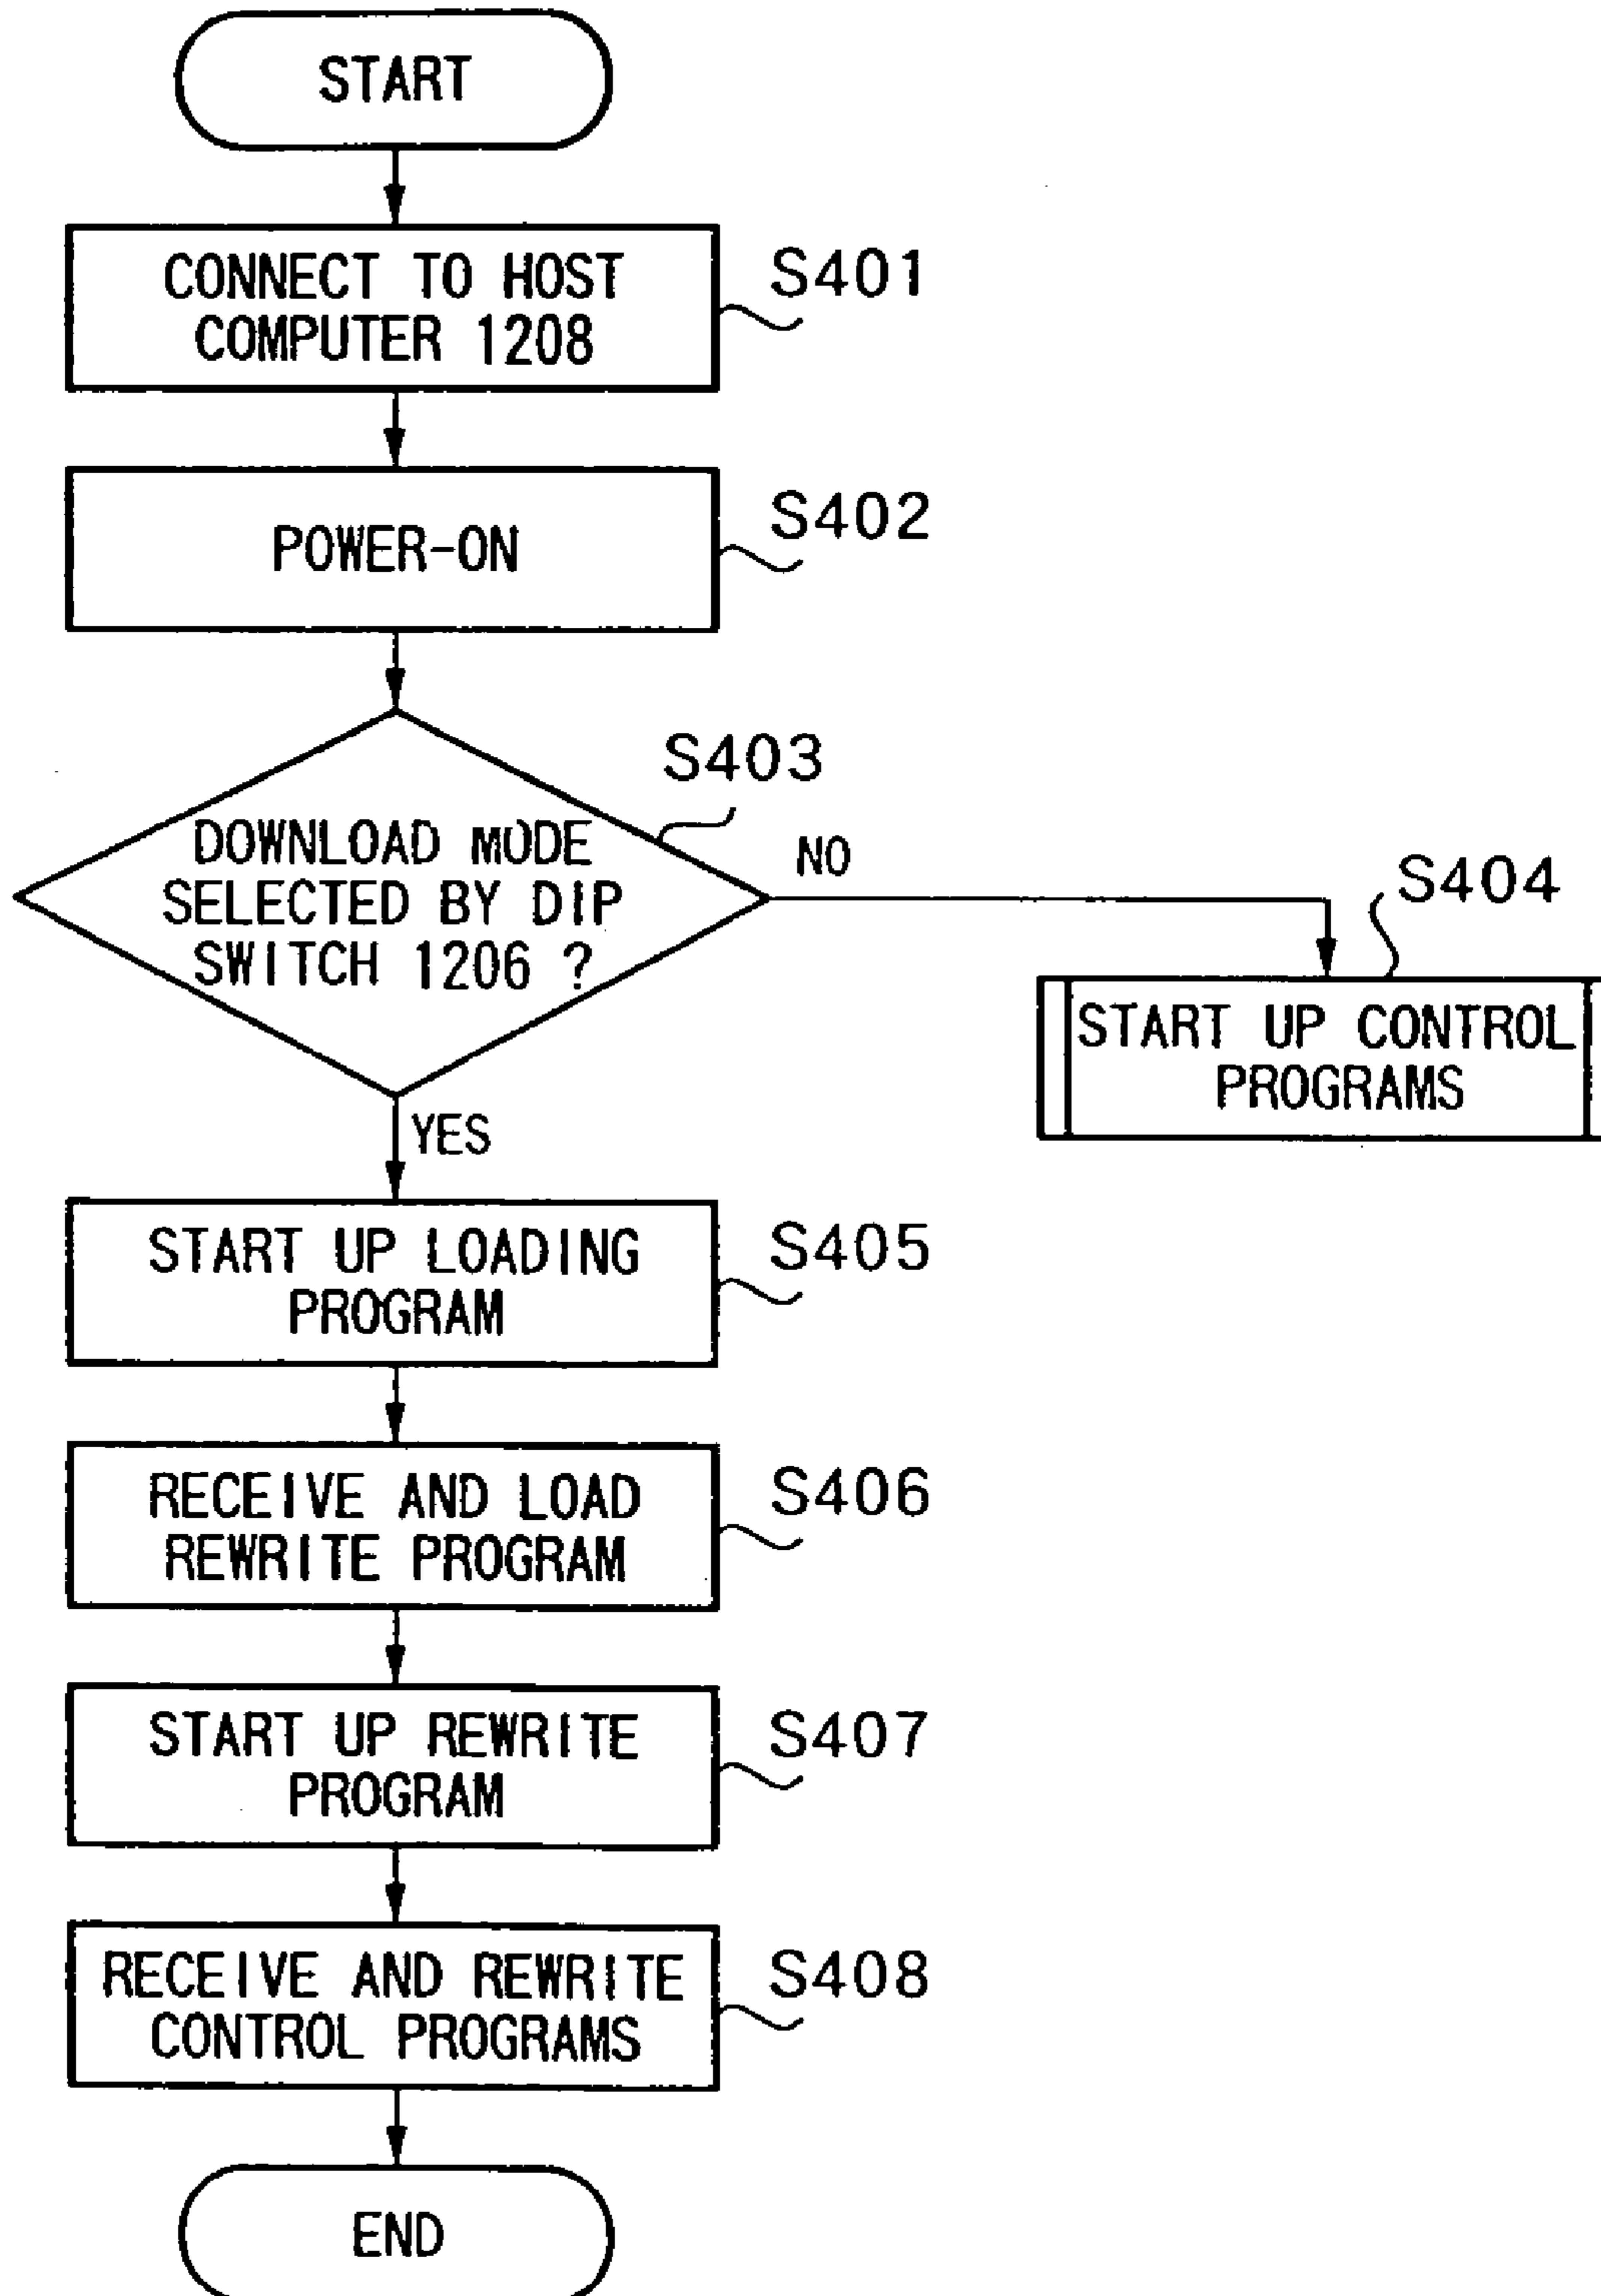 START
CONNECT TO HOST
COMPUTER 1208
S401
POWER-ON
S402
S403
DOWNLOAD MODE
SELECTED BY DIP
SWITCH 1206 ?
NO
S404
START UP CONTROL
PROGRAMS
YES
START UP LOADING
PROGRAM
S405
RECEIVE AND LOAD
REWRITE PROGRAM
S406
START UP REWRITE
PROGRAM
S407
RECEIVE AND REWRITE
CONTROL PROGRAMS
S408
END